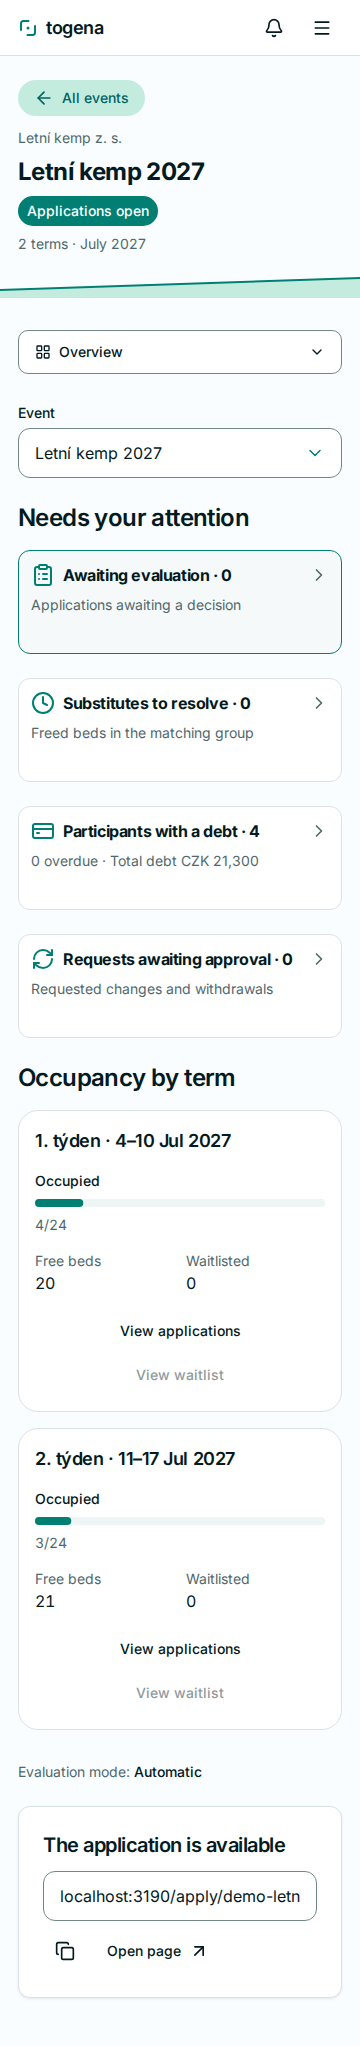 togena
All events
Letní kemp z. s.
Letní kemp 2027
Applications open
2 terms · July 2027
Overview
Event
Letní kemp 2027
Needs your attention
Awaiting evaluation · 0
Applications awaiting a decision
Substitutes to resolve · 0
Freed beds in the matching group
Participants with a debt · 4
0 overdue · Total debt CZK 21,300
Requests awaiting approval · 0
Requested changes and withdrawals
Occupancy by term
1. týden · 4–10 Jul 2027
Occupied
4/24
Free beds Waitlisted
20 0
View applications
View waitlist
2. týden · 11–17 Jul 2027
Occupied
3/24
Free beds Waitlisted
21 0
View applications
View waitlist
Evaluation mode: Automatic
The application is available
localhost:3190/apply/demo-letn
Open page